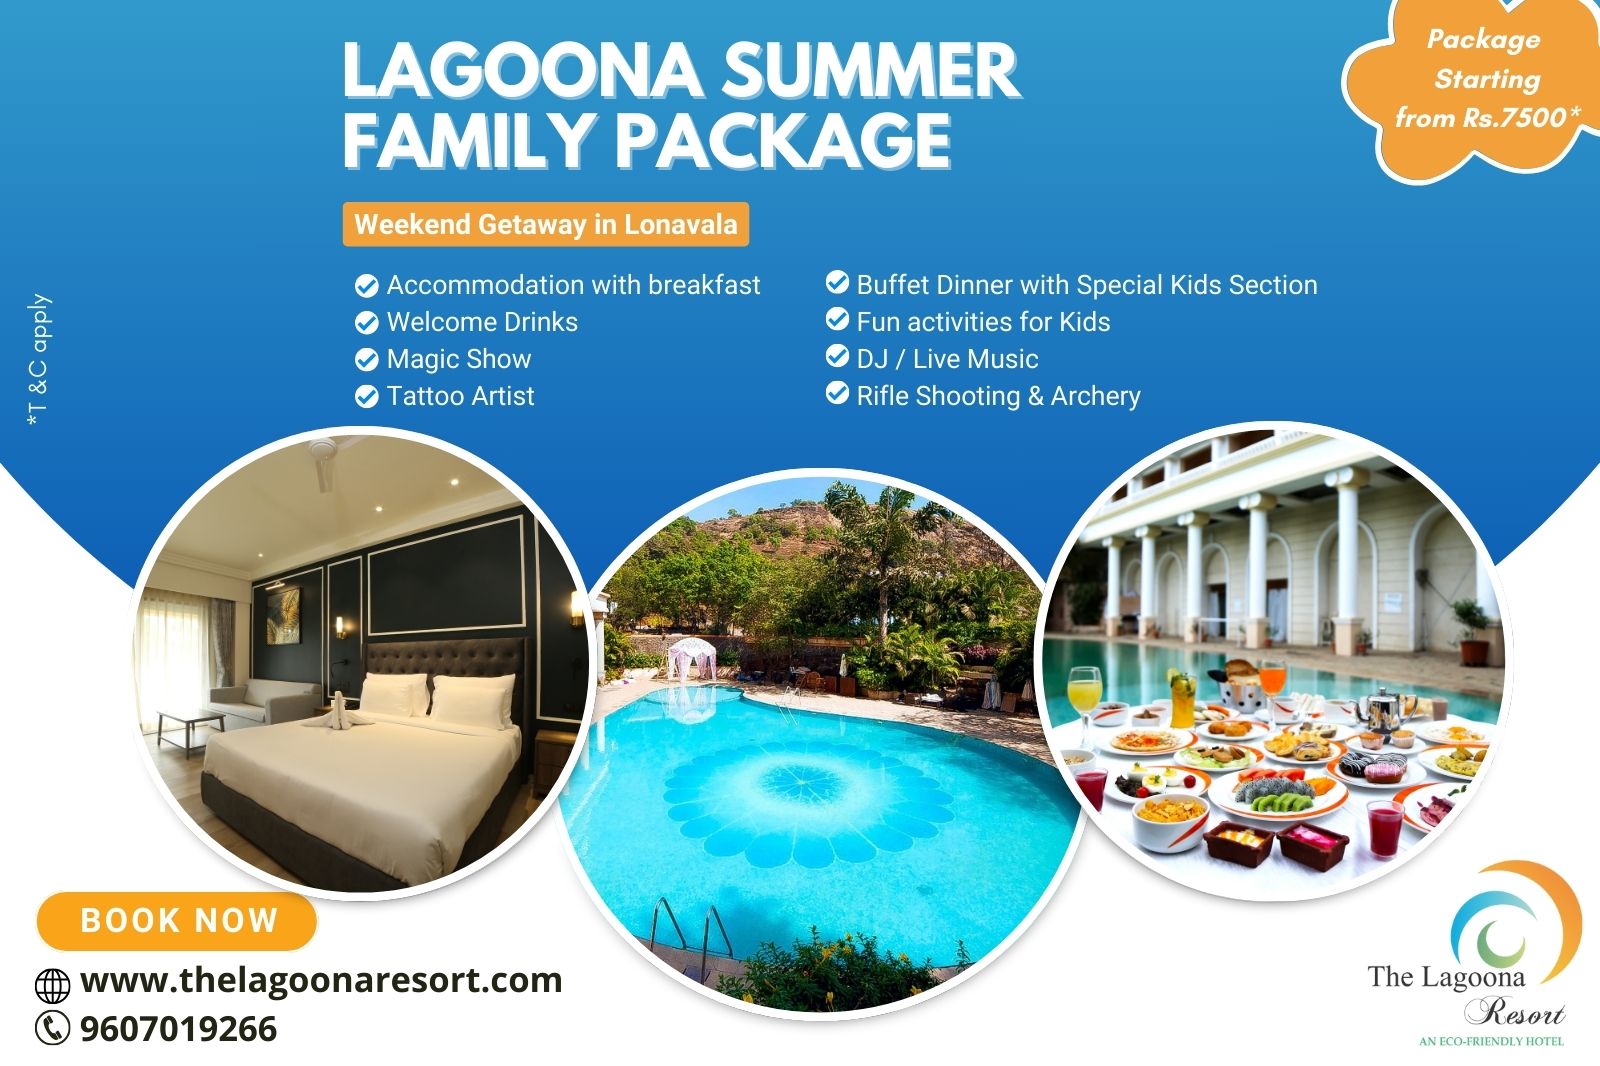 LAGOONA SUMMER
FAMILY PACKAGE
Package
Starting
from Rs.7500*
Weekend Getaway in Lonavala
Accommodation with breakfast
Welcome Drinks
Magic Show
Tattoo Artist
Buffet Dinner with Special Kids Section
Fun activities for Kids
DJ / Live Music
Rifle Shooting & Archery
*T &C apply
BOOK NOW
www.thelagoonaresort.com
9607019266
The Lagoona
Resort
AN ECO-FRIENDLY HOTEL